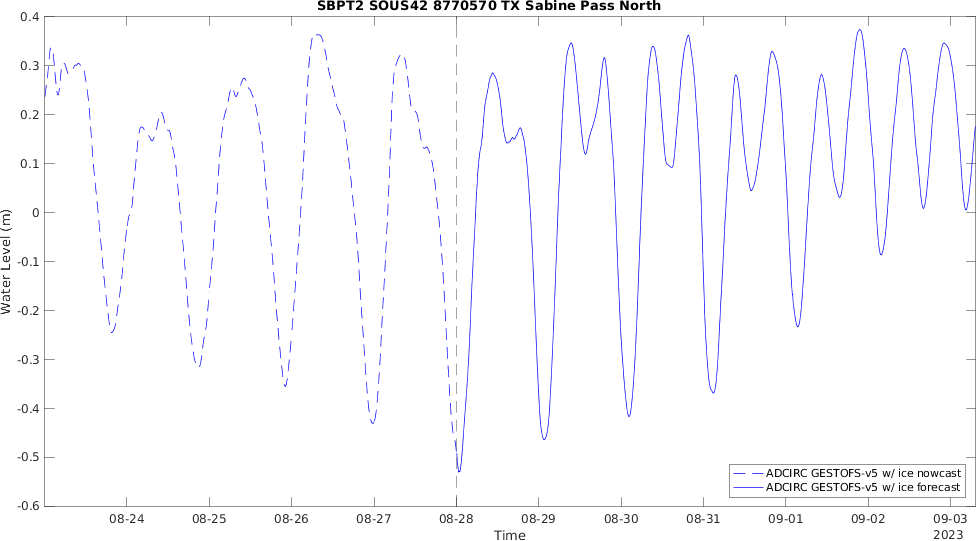 SBPT2 SOUS42 8770570 TX Sabine Pass North
0.4
0.3
0.2
0.1
0
-0.1
-0.2
-0.3
-0.4
-0.5
-0.6
Water Level (m)
ADCIRC GESTOFS-v5 w/ ice nowcast
ADCIRC GESTOFS-v5 w/ ice forecast
08-24 08-25 08-26 08-27 08-28 08-29 08-30 08-31 09-01 09-02 09-03
2023
Time